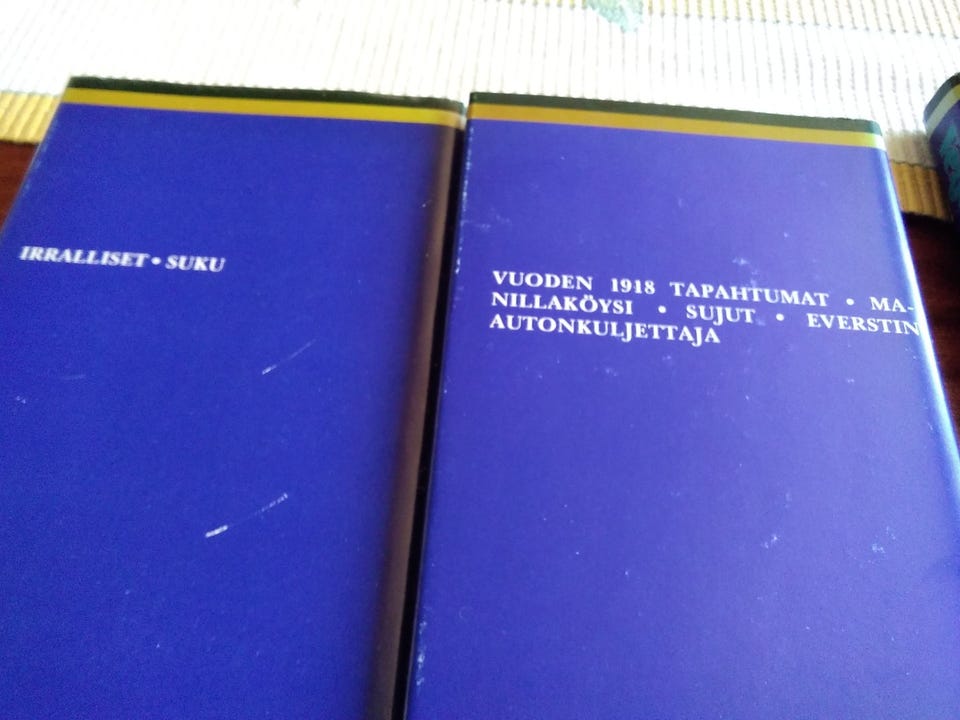 IRRALLISET • SUKU
VUODEN 1918 TAPAHTUMAT • MA-
NILLAKÖYSI • SUJUT • EVERSTIN
AUTONKULJETTAJA